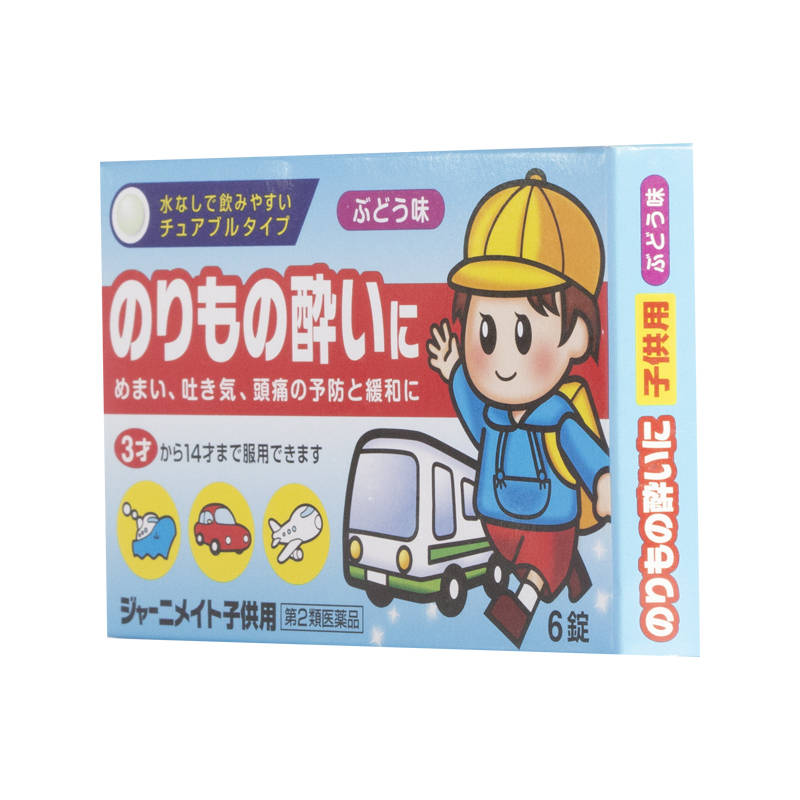 水なしで飲みやすい
チュアブルタイプ
ぶどう味
のりもの酔いに
めまい、吐き気、頭痛の予防と緩和に
3才から14才まで服用できます
ジャーニメイト子供用 第2類医薬品
6錠
ぶどう味
子供用
のりもの酔いに